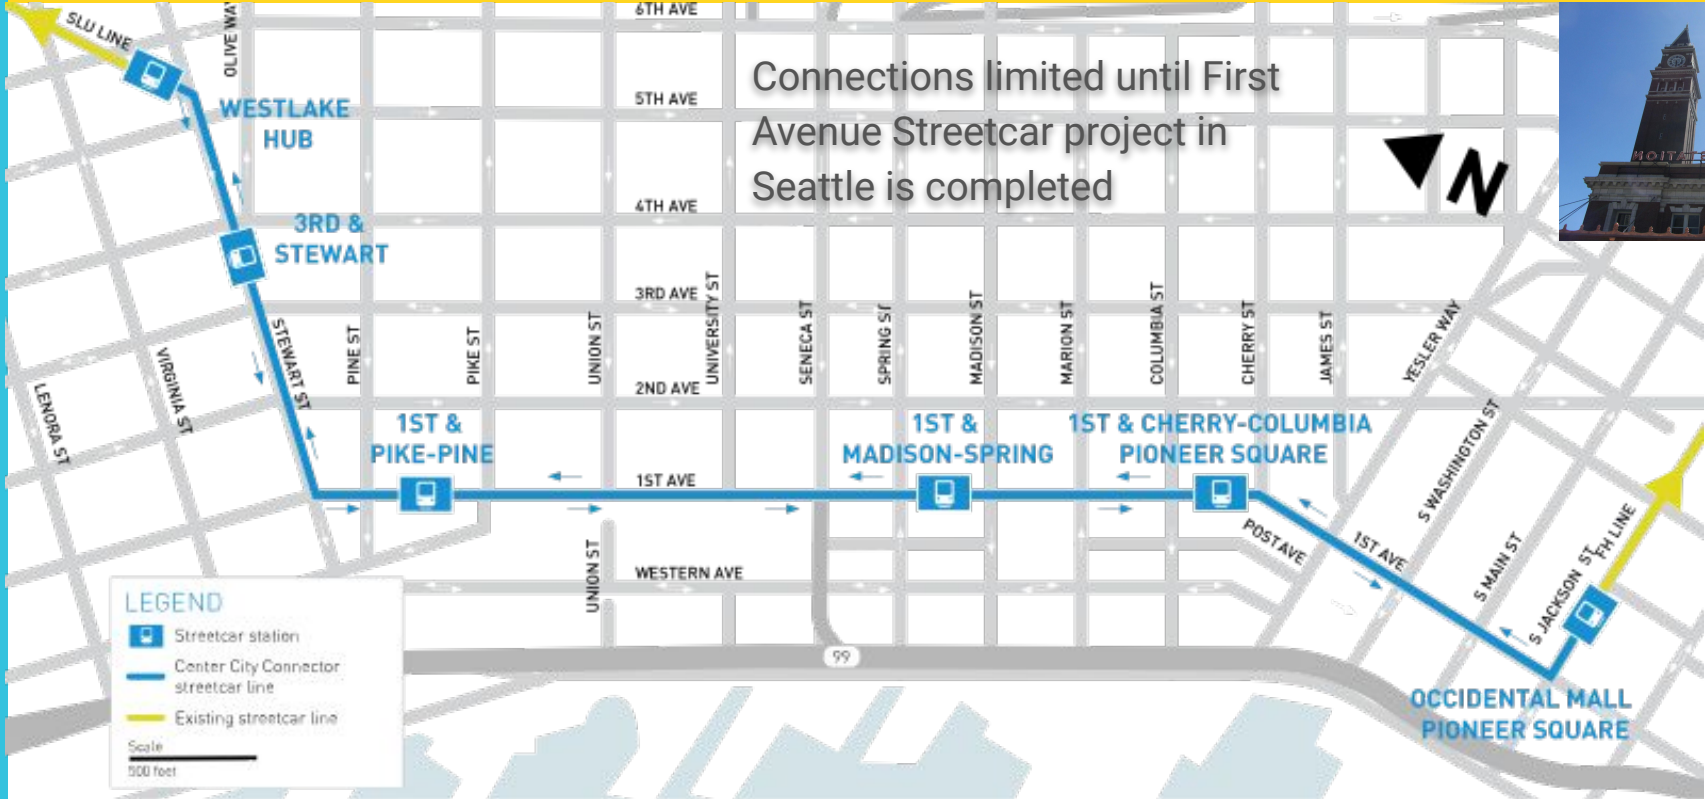 6TH AVE
SLU LINE
OLIVE WAY
Connections limited until First
Avenue Streetcar project in
Seattle is completed
5TH AVE
WESTLAKE
HUB
N
4TH AVE
3RD &
STEWART
3RD AVE
STEWART ST
PINE ST
PIKE ST
UNION ST
UNIVERSITY ST
SENECA ST
SPRING ST
MADISON ST
MARION ST
COLUMBIA ST
CHERRY ST
JAMES ST
YESLER WAY
LENORA ST
VIRGINIA ST
2ND AVE
1ST &
PIKE-PINE
1ST &
MADISON-SPRING
1ST & CHERRY-COLUMBIA
PIONEER SQUARE
S WASHINGTON ST
1ST AVE
POST AVE
1ST AVE
S MAIN ST
S JACKSON ST
FH LINE
UNION ST
WESTERN AVE
99
OCCIDENTAL MALL
PIONEER SQUARE
LEGEND
Streetcar station
Center City Connector
streetcar line
Existing streetcar line
Scale
500 feet